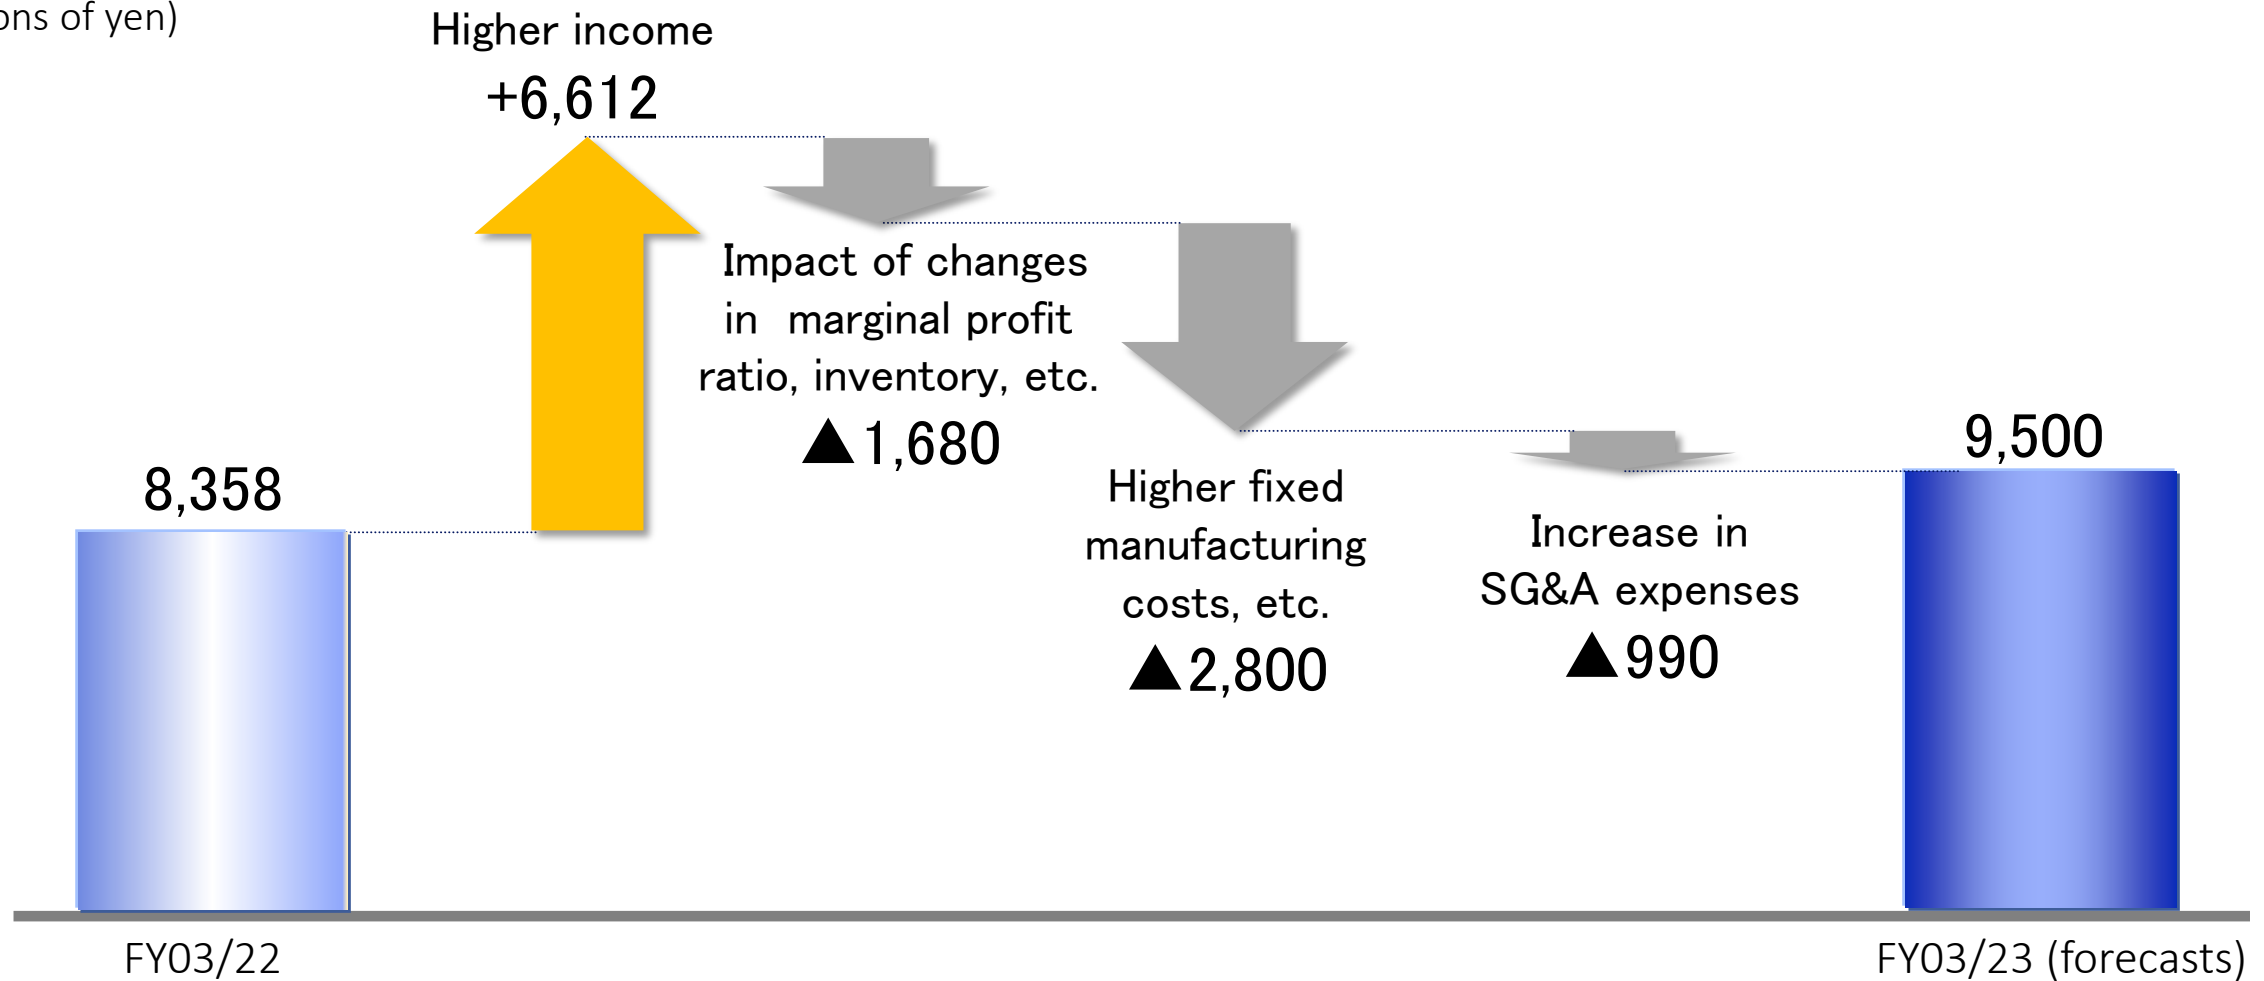 ons of yen)
Higher income
+6,612
Impact of changes
in marginal profit
ratio, inventory, etc.
▲1,680
8,358
Higher fixed
manufacturing
costs, etc.
▲2,800
Increase in
SG&A expenses
▲990
9,500
FY03/22
FY03/23 (forecasts)